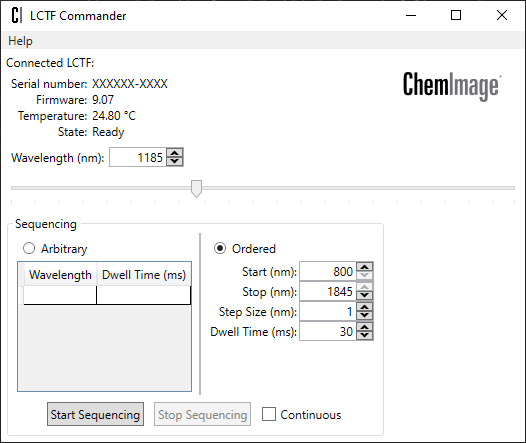 LCTF Commander
Help
Connected LCTF:
Serial number: XXXXXX-XXXX
Firmware: 9.07
Temperature: 24.80 °C
State: Ready
ChemImage
Wavelength (nm): 1185
Sequencing
Arbitrary
Wavelength Dwell Time (ms)
Ordered
Start (nm): 800
Stop (nm): 1845
Step Size (nm): 1
Dwell Time (ms): 30
Start Sequencing Stop Sequencing Continuous